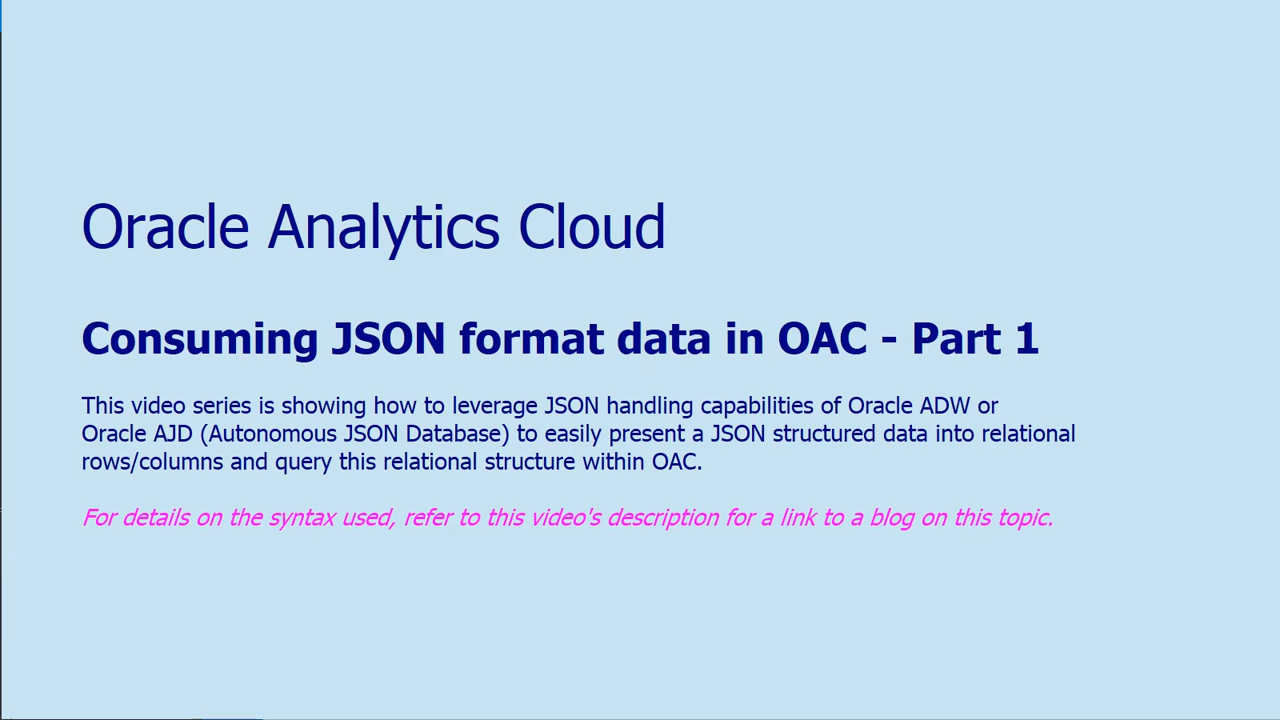 Oracle Analytics Cloud
Consuming JSON format data in OAC - Part 1
This video series is showing how to leverage JSON handling capabilities of Oracle ADW or
Oracle AJD (Autonomous JSON Database) to easily present a JSON structured data into relational
rows/columns and query this relational structure within OAC.
For details on the syntax used, refer to this video's description for a link to a blog on this topic.